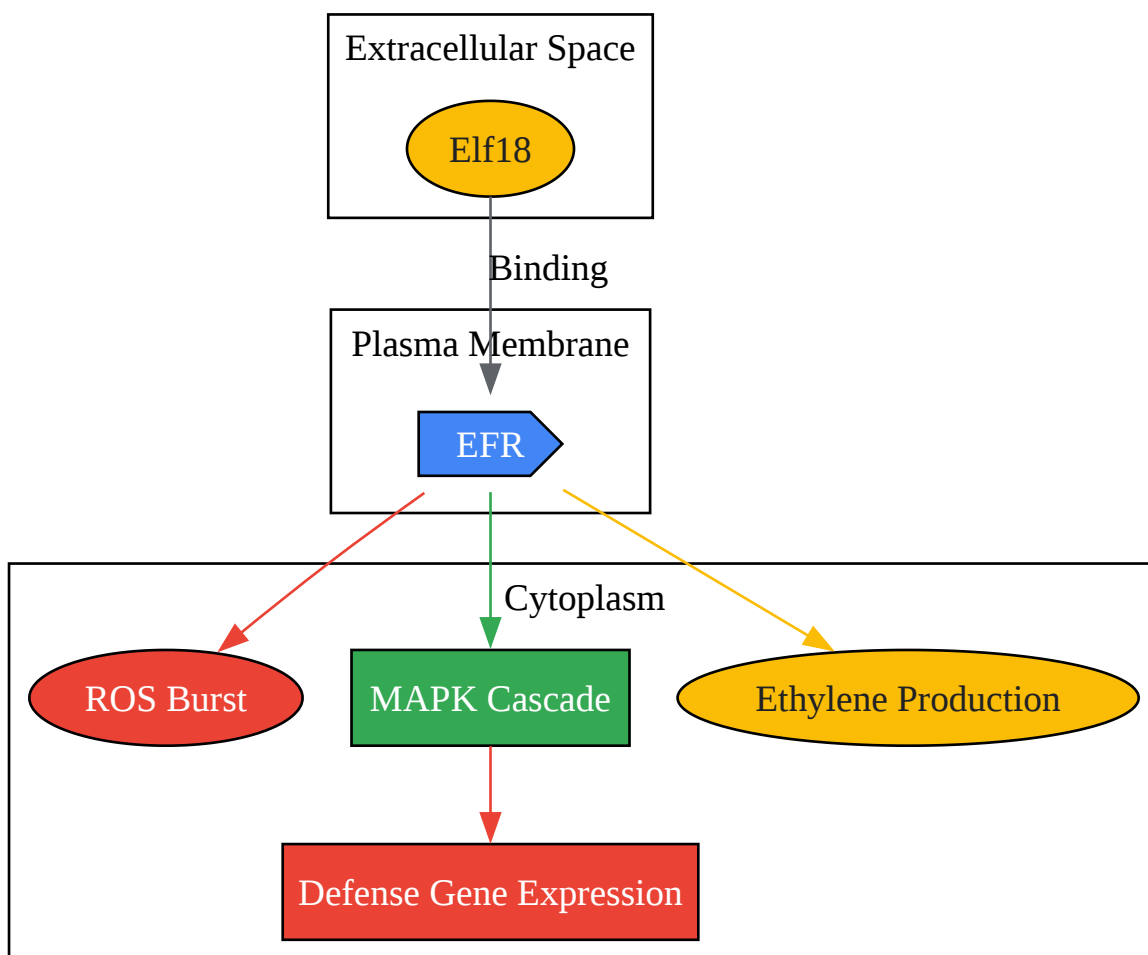 Extracellular Space
Elf18
Binding
Plasma Membrane
EFR
Cytoplasm
ROS Burst
MAPK Cascade
Ethylene Production
Defense Gene Expression